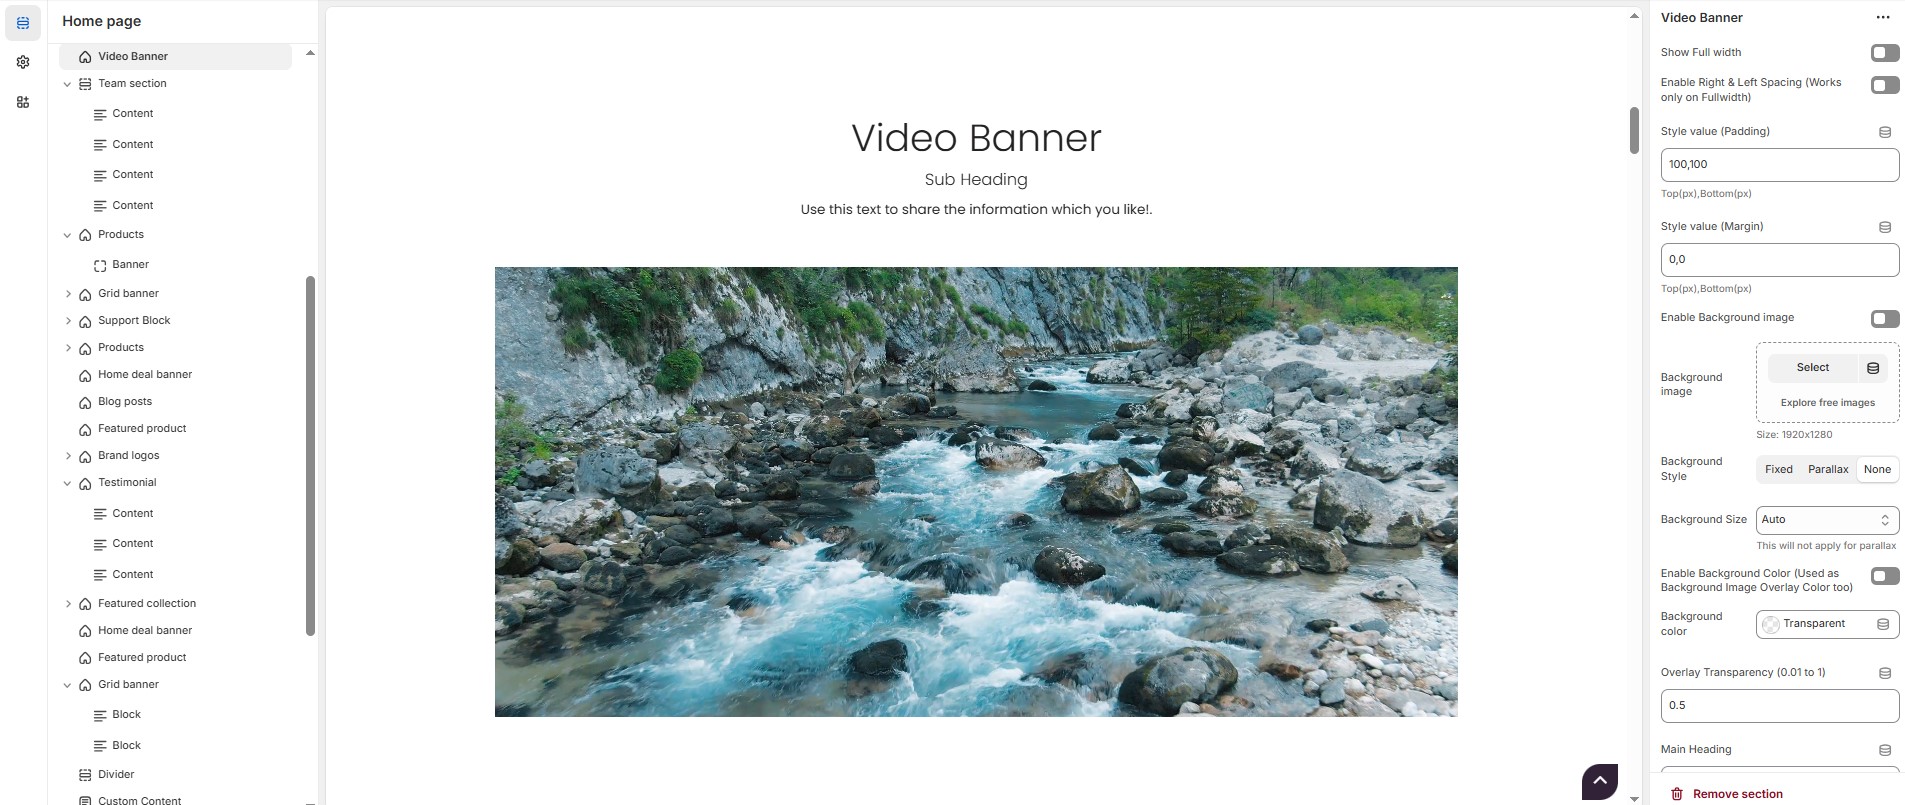 Home page
Video Banner
Team section
Content
Content
Content
Content
Products
Banner
Grid banner
Support Block
Products
Home deal banner
Blog posts
Featured product
Brand logos
Testimonial
Content
Content
Content
Featured collection
Home deal banner
Featured product
Grid banner
Block
Block
Divider
Custom Content
Video Banner
Sub Heading
Use this text to share the information which you like!.
Video Banner
Show Full width
Enable Right & Left Spacing (Works
only on Fullwidth)
Style value (Padding)
100,100
Top(px),Bottom(px)
Style value (Margin)
0,0
Top(px),Bottom(px)
Enable Background image
Background
image
Select
Explore free images
Size: 1920x1280
Background
Style
Fixed Parallax None
Background Size
Auto
This will not apply for parallax
Enable Background Color (Used as
Background Image Overlay Color too)
Background
color
Transparent
Overlay Transparency (0.01 to 1)
0.5
Main Heading
Remove section